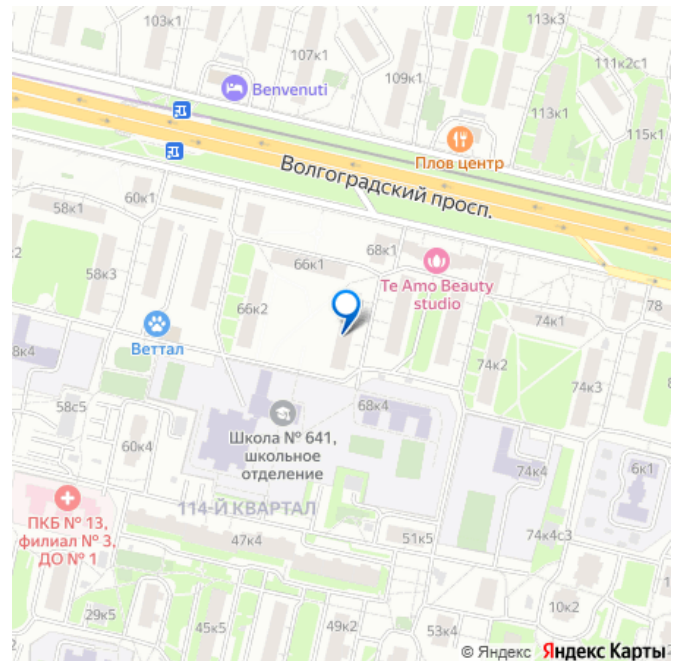 103к1
113к3
107к1
111к2с1
109к1
Benvenuti
113к1
115к1
Плов центр
Волгоградский просп.
60к1
58к1
68к1
66к1
58к3
Te Amo Beauty
studio
66к2
78
74к1
Веттал
8к4
74к2
74к3
8
58с5
68к4
Школа № 641,
школьное
отделение
60к4
74к4
6к1
114-Й КВАРТАЛ
ПКБ № 13,
филиал № 3,
ДО № 1
47к4
51к5
74к4с3
29к5
45к5
49к2
53к4
10к2
© Яндекс Яндекс Карты